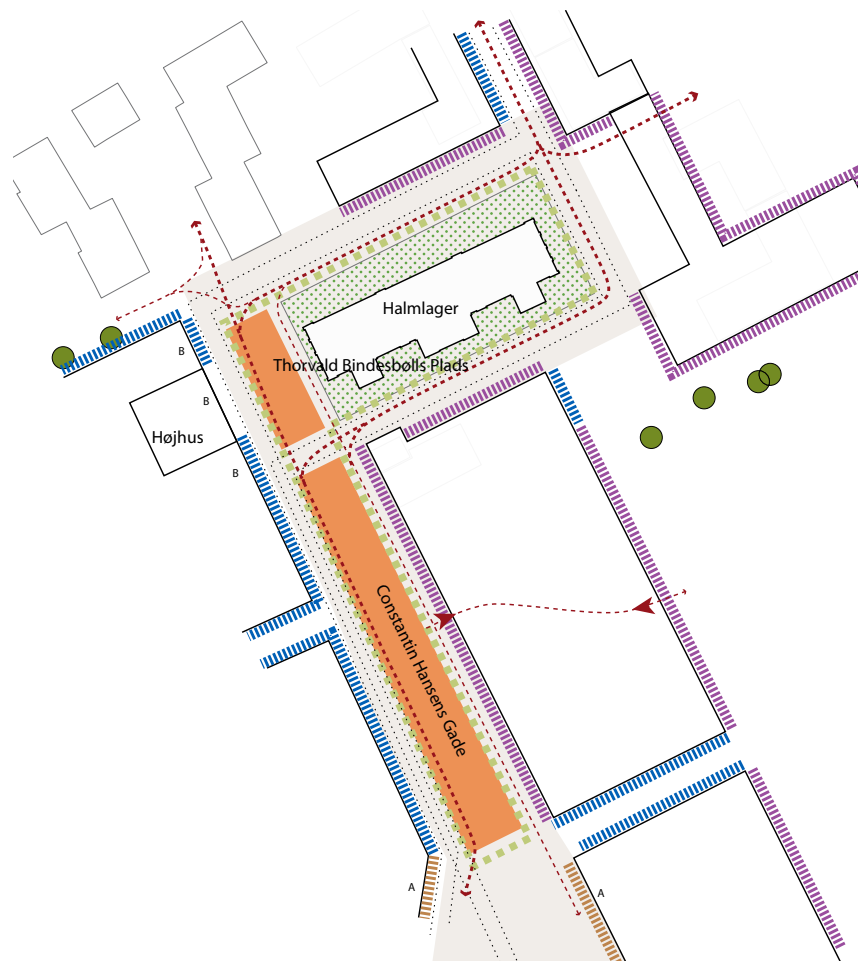 Halmlager
B
Thorvald Bindesbølls Plads
B
Højhus
B
Constantin Hansens Gade
A
A